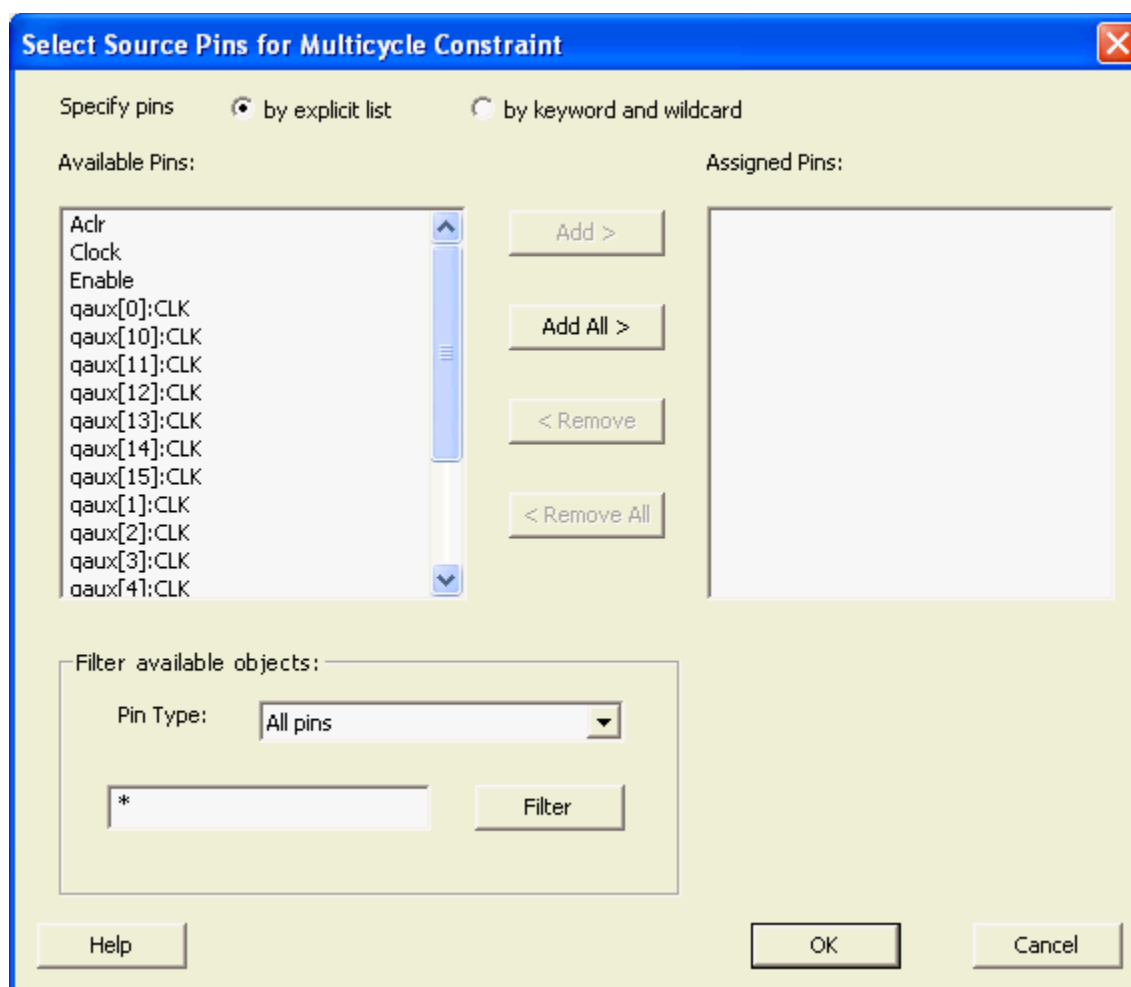 Select Source Pins for Multicycle Constraint
Specify pins by explicit list by keyword and wildcard
Available Pins: Assigned Pins:
Aclr
Clock
Enable
qaux[0]:CLK
qaux[10]:CLK
qaux[11]:CLK
qaux[12]:CLK
qaux[13]:CLK
qaux[14]:CLK
qaux[15]:CLK
qaux[1]:CLK
qaux[2]:CLK
qaux[3]:CLK
qaux[4]:CLK
Add >
Add All >
< Remove
< Remove All
Filter available objects:
Pin Type: All pins
* Filter
Help OK Cancel